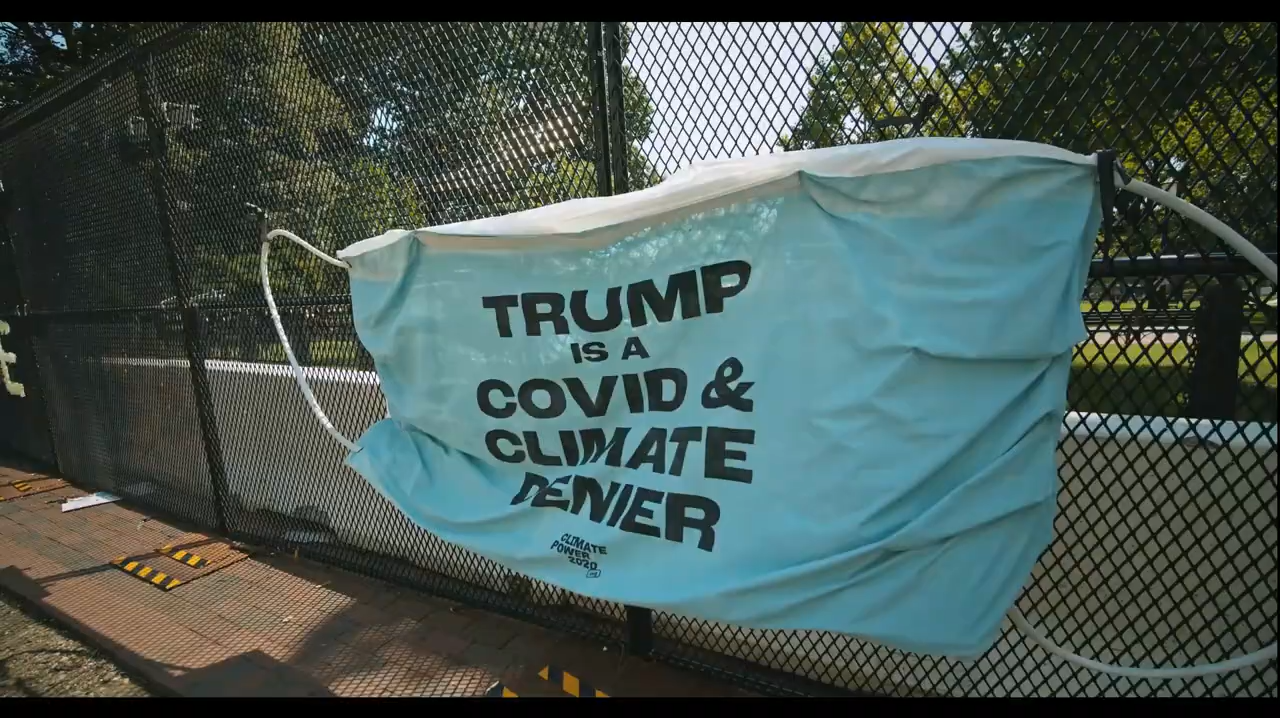 TRUMP
IS A
COVID &
CLIMATE
DENIER
CLIMATE
POWER
2020